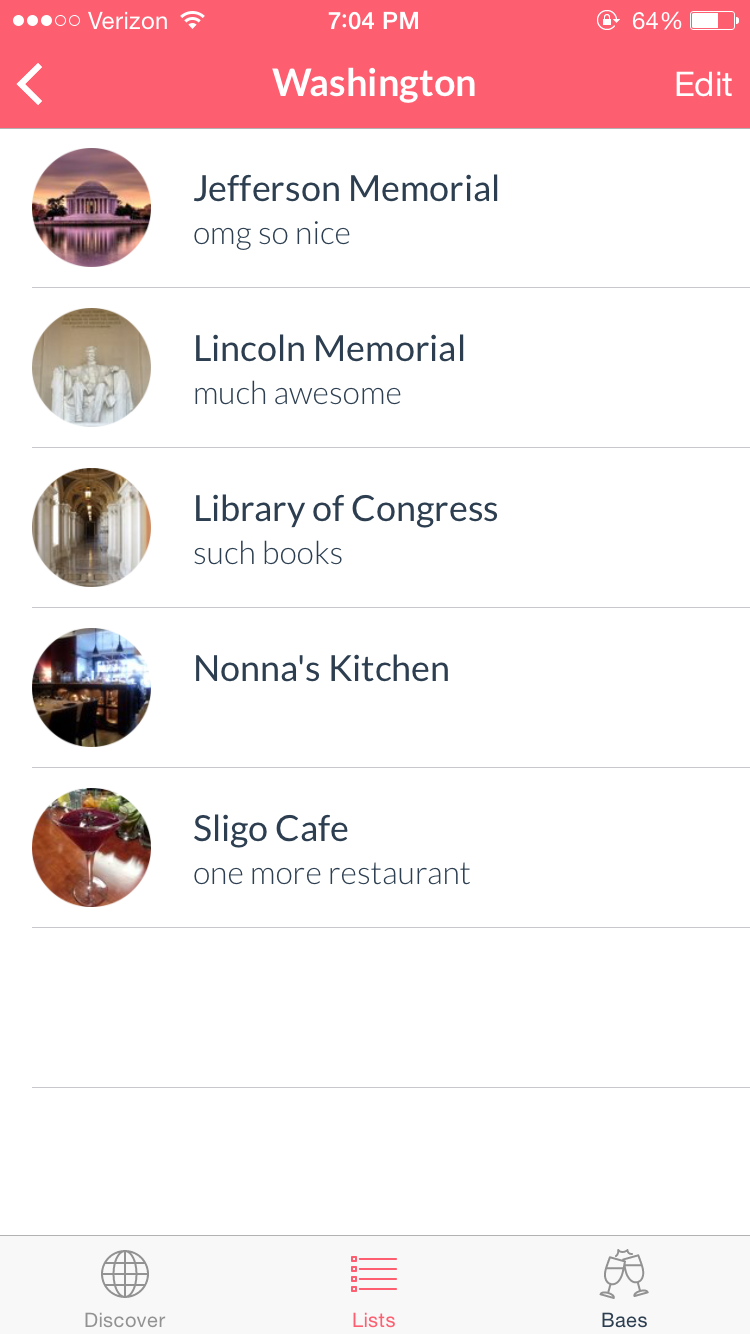 Verizon 7:04 PM 64%
Washington Edit
Jefferson Memorial
omg so nice
Lincoln Memorial
much awesome
Library of Congress
such books
Nonna's Kitchen
Sligo Cafe
one more restaurant
Discover Lists Baes